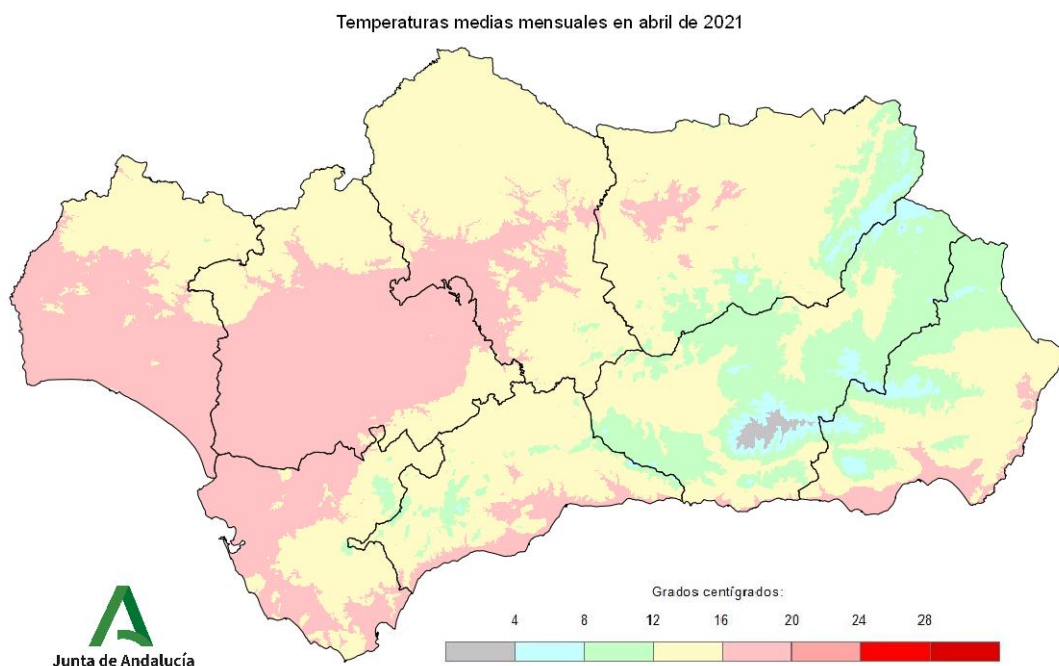 Temperaturas medias mensuales en abril de 2021
Grados centígrados:
4 8 12 16 20 24 28
Junta de Andalucía